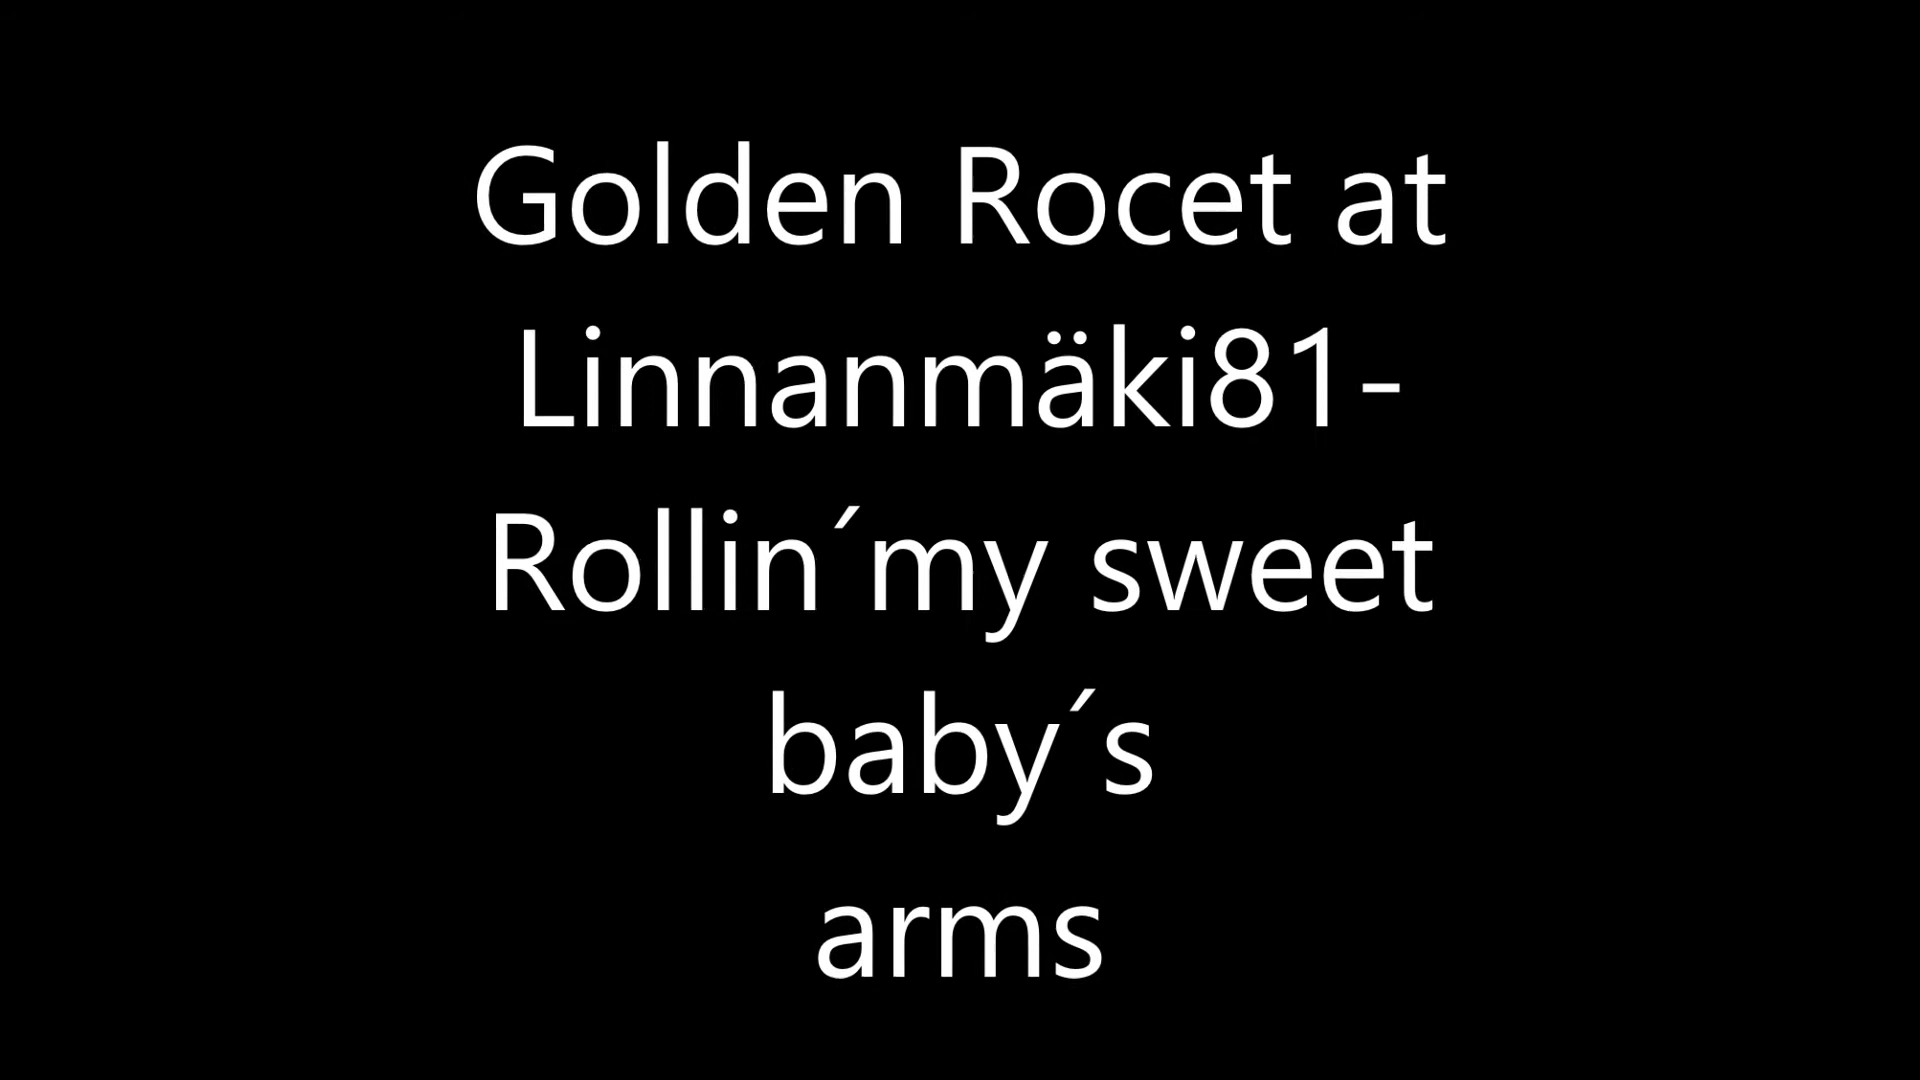 Golden Rocet at
Linnanmäki81-
Rollin´my sweet
baby´s
arms